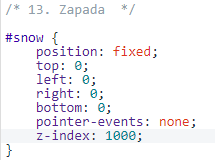 /* 13. Zapada  */
#snow {
    position: fixed;
    top: 0;
    left: 0;
    right: 0;
    bottom: 0;
    pointer-events: none;
    z-index: 1000;
}